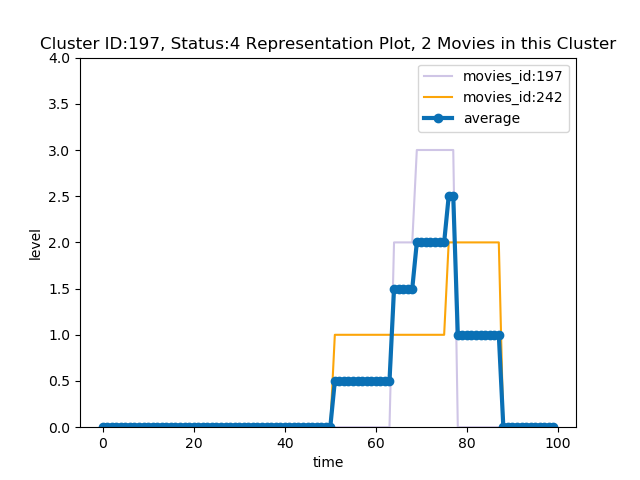 Cluster ID:197, Status:4 Representation Plot, 2 Movies in this Cluster
4.0
3.5
3.0
2.5
2.0
1.5
1.0
0.5
0.0
level
movies_id:197
movies_id:242
average
0 20 40 60 80 100
time